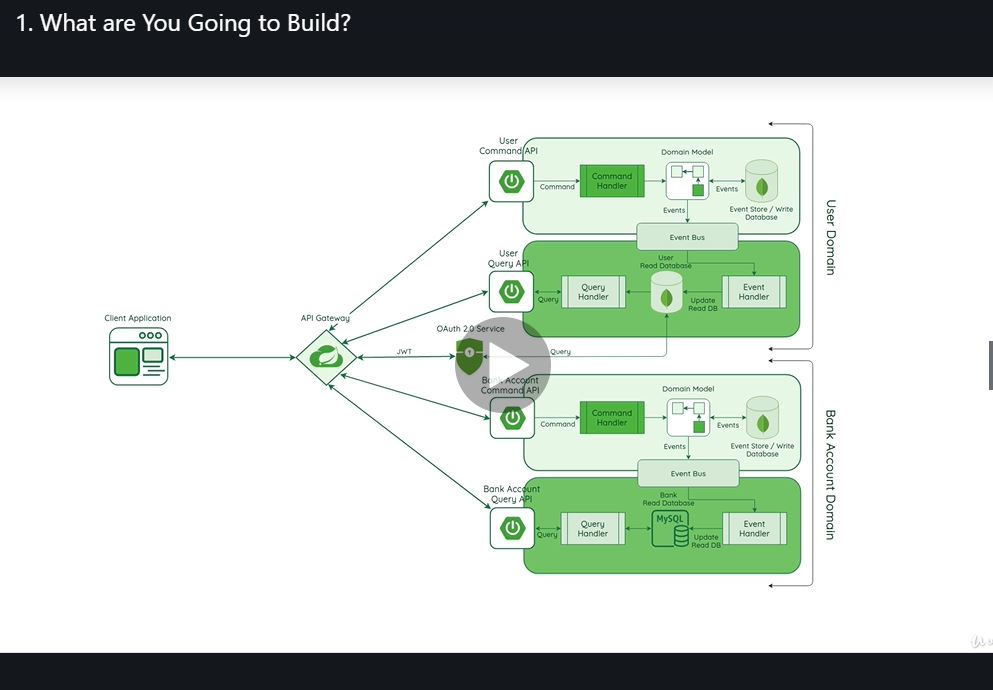 1. What are You Going to Build?
User
Command API
Domain Model
Command
Handler
Command
Events
Events
Event Store / Write
Database
Event Bus
User Domain
User
Query API
User
Read Database
Query
Handler
Event
Handler
Query
Update
Read DB
Client Application
API Gateway
OAuth 2.0 Service
JWT
Query
Bank Account
Command API
Domain Model
Command
Handler
Command
Events
Events
Event Store / Write
Database
Event Bus
Bank Account Domain
Bank Account
Query API
Bank
Read Database
MySQL
Query
Handler
Event
Handler
Query
Update
Read DB